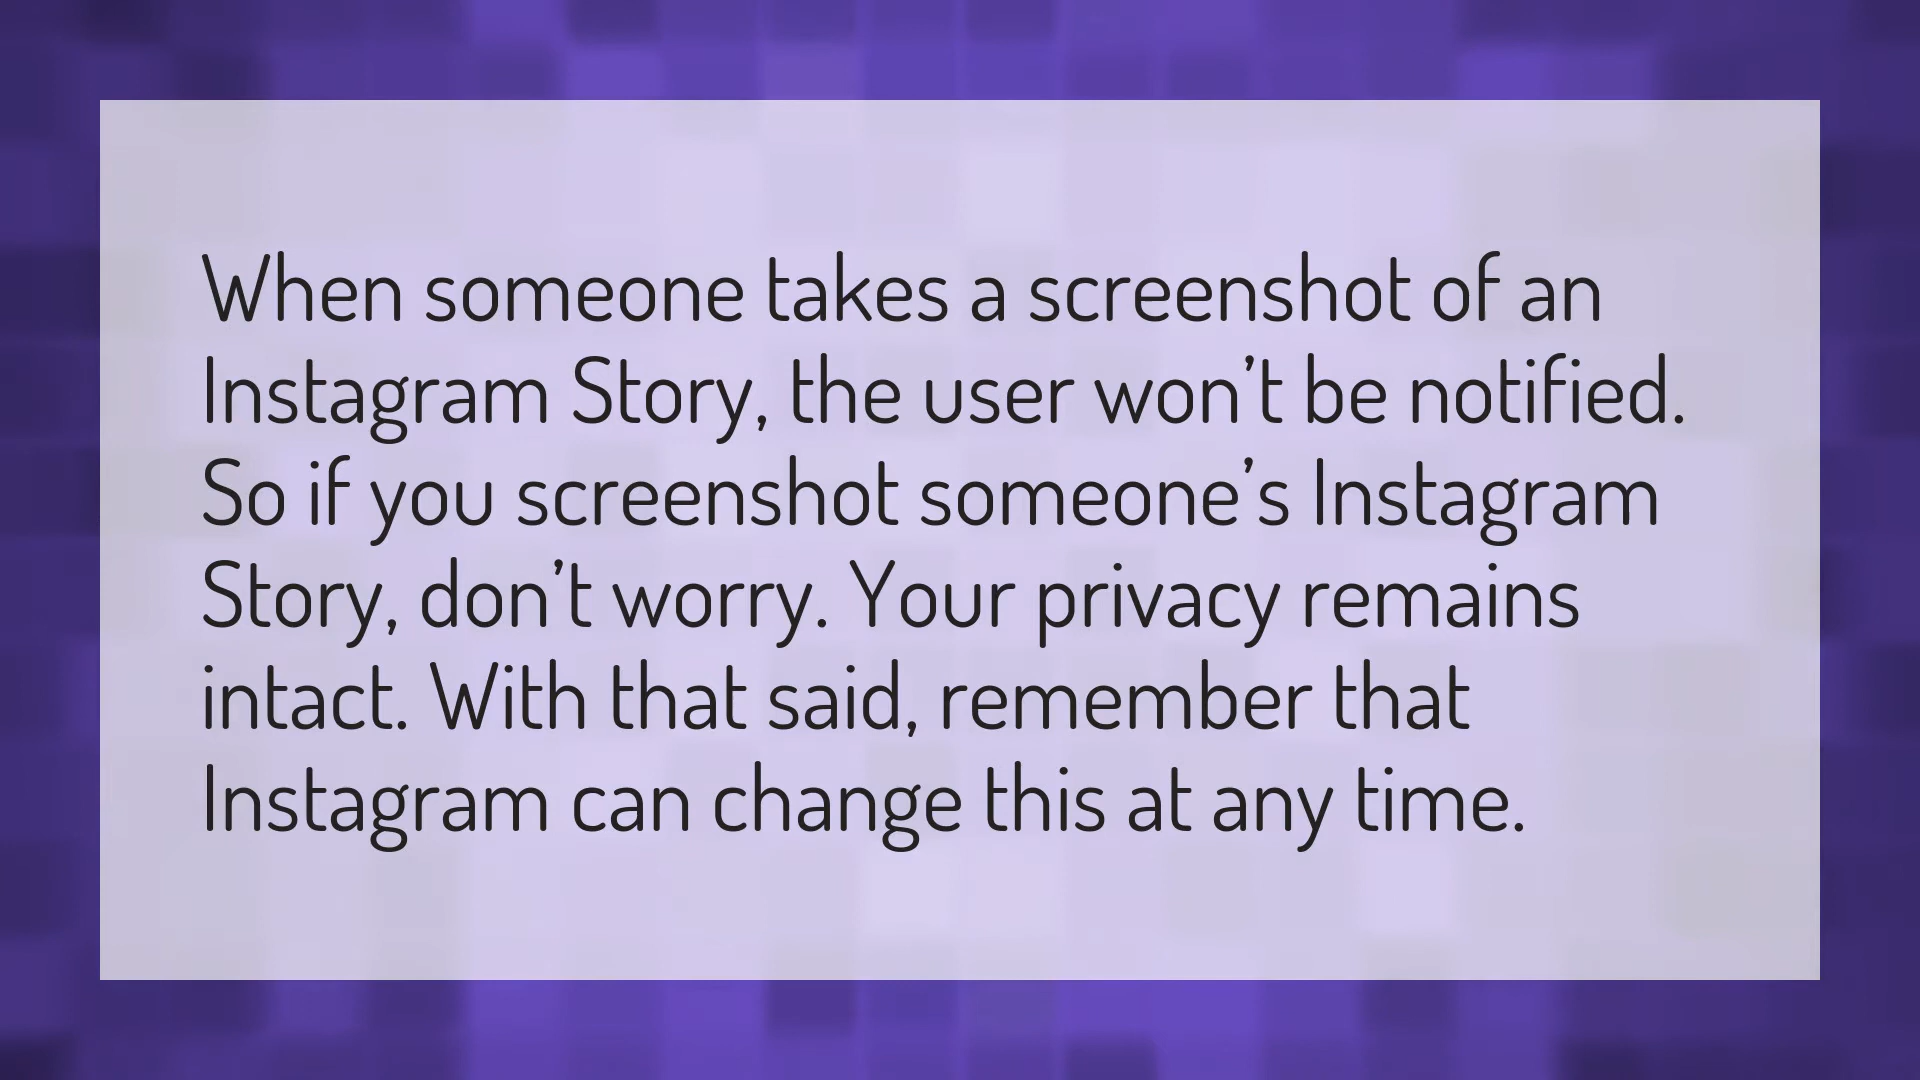 When someone takes a screenshot of an
Instagram Story, the user won’t be notified.
So if you screenshot someone’s Instagram
Story, don’t worry. Your privacy remains
intact. With that said, remember that
Instagram can change this at any time.